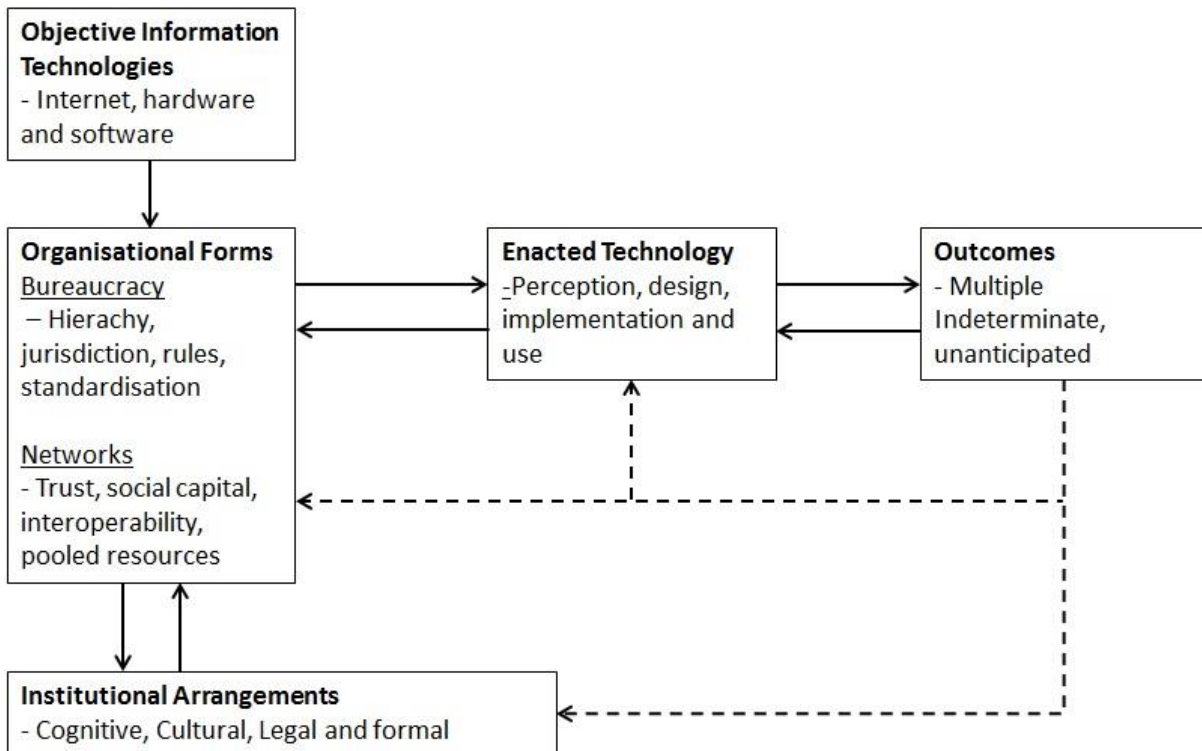 Objective Information
Technologies
- Internet, hardware
and software
Organisational Forms
Bureaucracy
– Hierachy,
jurisdiction, rules,
standardisation
Networks
- Trust, social capital,
interoperability,
pooled resources
Enacted Technology
-Perception, design,
implementation and
use
Outcomes
- Multiple
Indeterminate,
unanticipated
Institutional Arrangements
- Cognitive, Cultural, Legal and formal